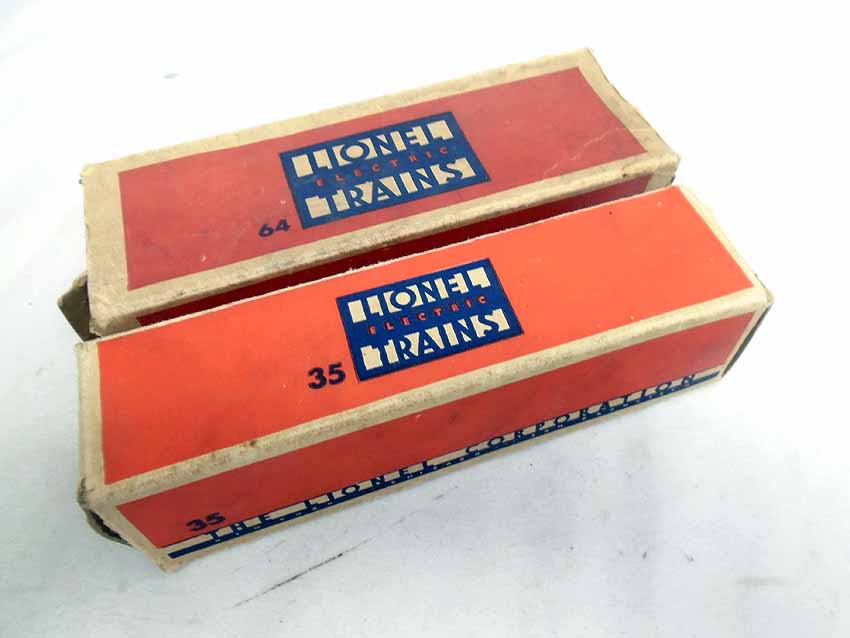 LIONEL
ELECTRIC
TRAINS
64
LIONEL
ELECTRIC
TRAINS
35
35
THE LIONEL CORPORATION